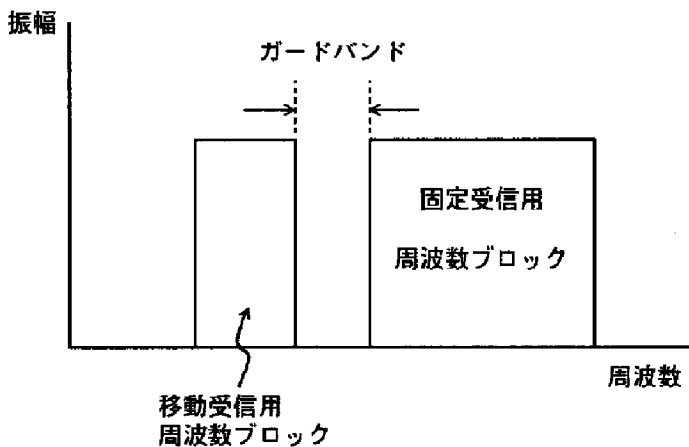 振幅
ガードバンド
固定受信用
周波数ブロック
周波数
移動受信用
周波数ブロック